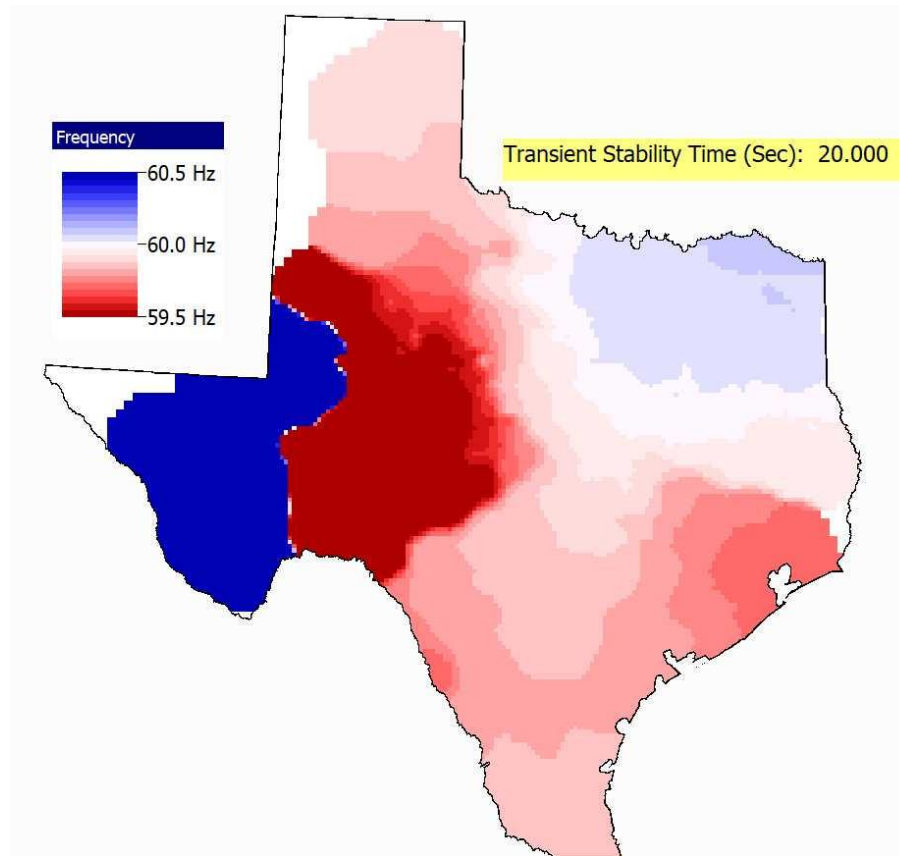 Frequency
60.5 Hz
60.0 Hz
59.5 Hz
Transient Stability Time (Sec): 20.000